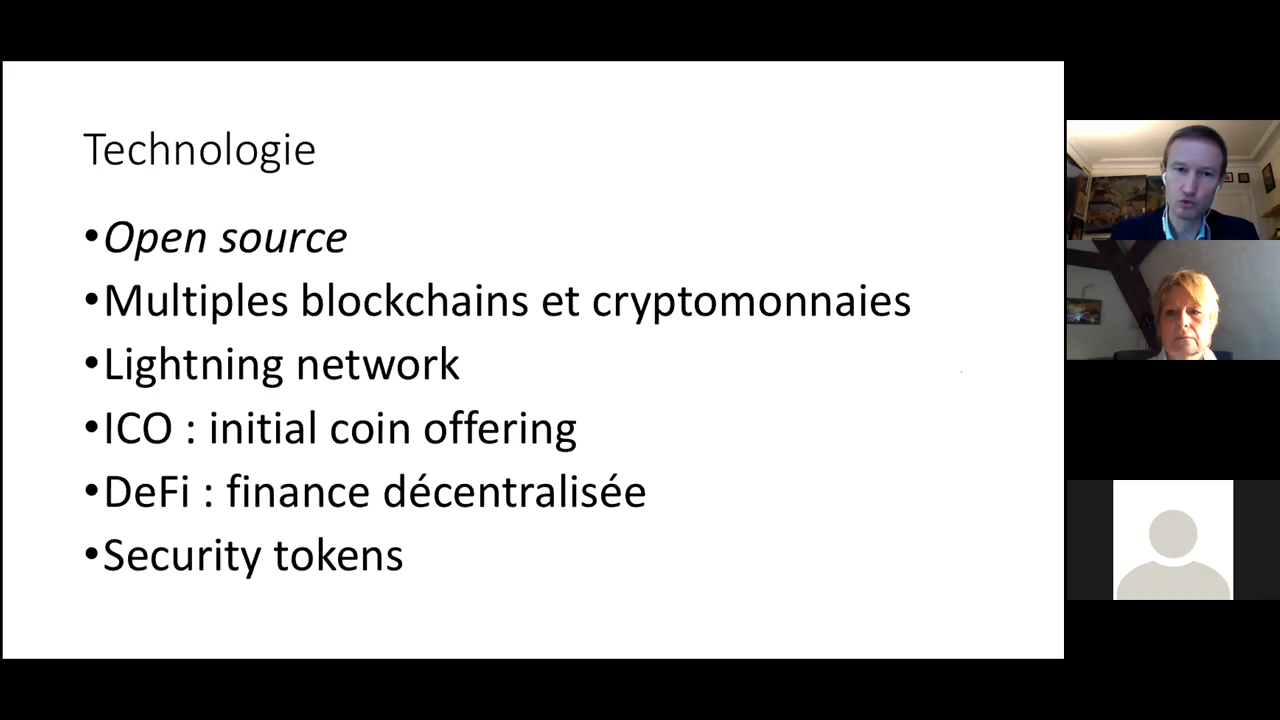 Technologie
•Open source
•Multiples blockchains et cryptomonnaies
•Lightning network
•ICO : initial coin offering
•DeFi : finance décentralisée
•Security tokens